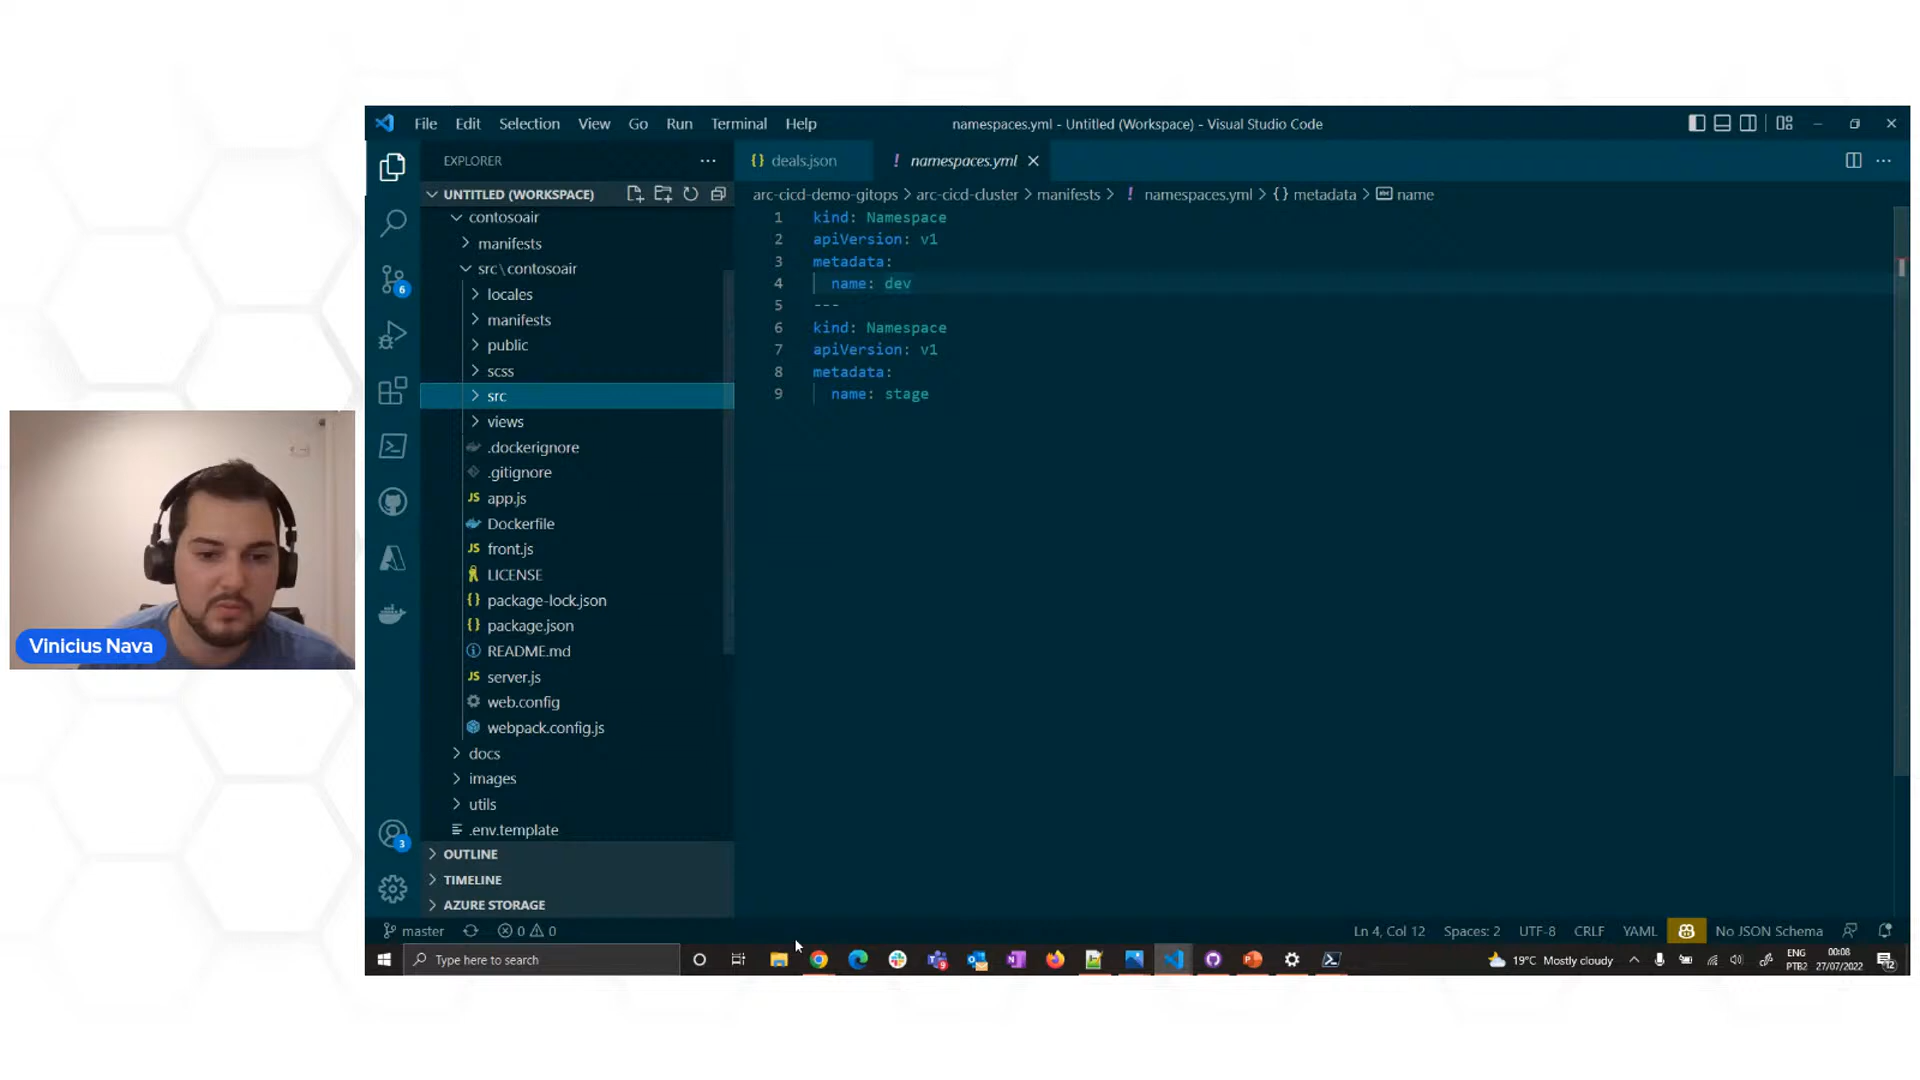 File Edit Selection View Go Run Terminal Help
namespaces.yml - Untitled (Workspace) - Visual Studio Code
EXPLORER
UNTITLED (WORKSPACE)
contosoair
manifests
src\contosoair
locales
manifests
public
scss
src
views
.dockerignore
.gitignore
app.js
Dockerfile
front.js
LICENSE
package-lock.json
package.json
README.md
server.js
web.config
webpack.config.js
docs
images
utils
.env.template
OUTLINE
TIMELINE
AZURE STORAGE
6
3
deals.json
namespaces.yml
arc-cicd-demo-gitops > arc-cicd-cluster > manifests > ! namespaces.yml > {} metadata > name
1 kind: Namespace
2 apiVersion: v1
3 metadata:
4 name: dev
5 ---
6 kind: Namespace
7 apiVersion: v1
8 metadata:
9 name: stage
Vinicius Nava
master 0 0
Ln 4, Col 12 Spaces: 2 UTF-8 CRLF YAML No JSON Schema
Type here to search
19°C Mostly cloudy
ENG
PTB2
00:08
27/07/2022
12